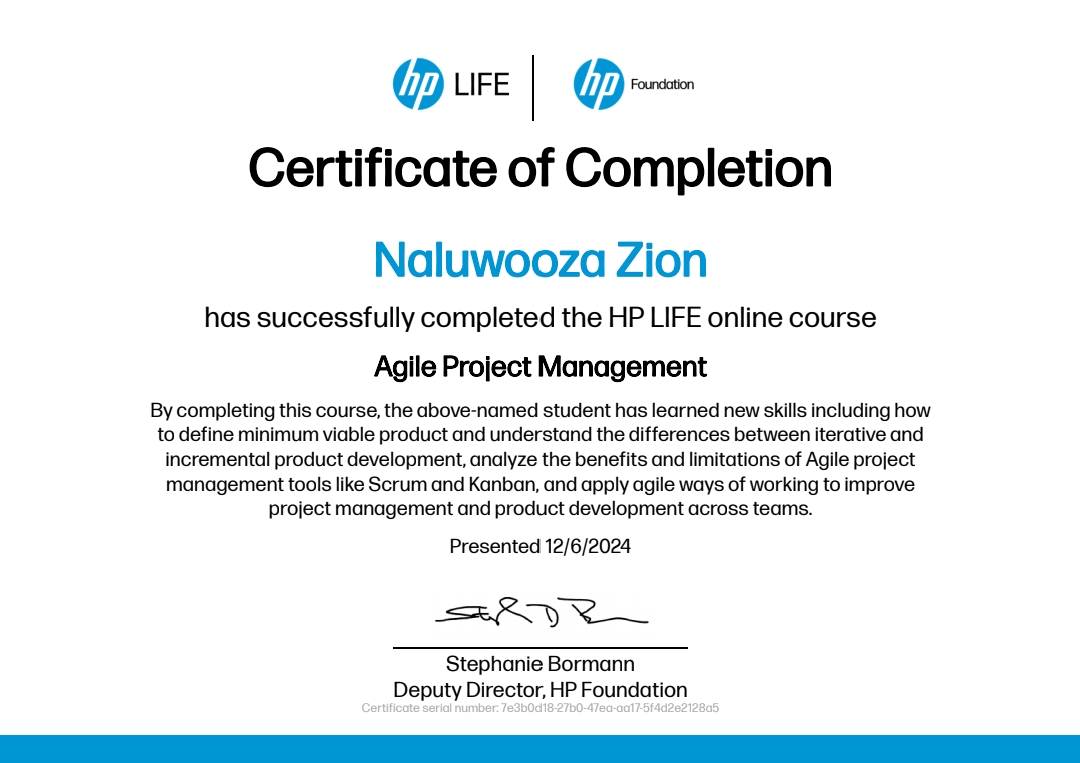 hp LIFE hp Foundation
Certificate of Completion
Naluwooza Zion
has successfully completed the HP LIFE online course
Agile Project Management
By completing this course, the above-named student has learned new skills including how
to define minimum viable product and understand the differences between iterative and
incremental product development, analyze the benefits and limitations of Agile project
management tools like Scrum and Kanban, and apply agile ways of working to improve
project management and product development across teams.
Presented 12/6/2024
Stephanie Bormann
Deputy Director, HP Foundation
Certificate serial number: 7e3b0d18-27b0-47ea-aa17-5f4d2e2128a5